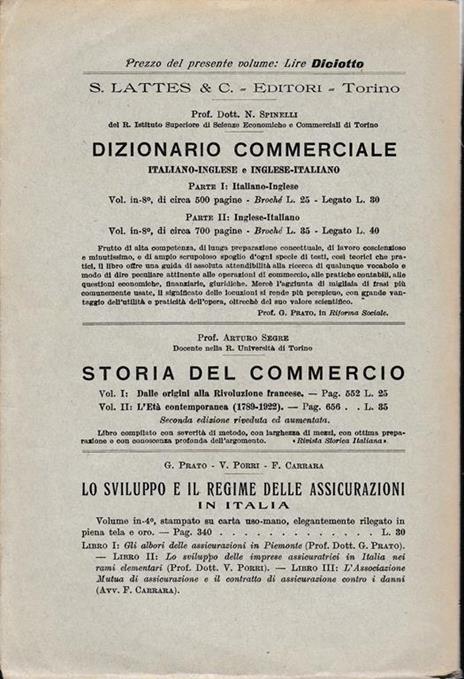 Prezzo del presente volume: Lire Diciotto
S. LATTES & C. - EDITORI - Torino
Prof. Dott. N. SPINELLI
del R. Istituto Superiore di Scienze Economiche e Commerciali di Torino
DIZIONARIO COMMERCIALE
ITALIANO-INGLESE e INGLESE-ITALIANO
PARTE I: Italiano-Inglese
Vol. in-8º, di circa 500 pagine - Broché L. 25 - Legato L. 30
PARTE II: Inglese-Italiano
Vol. in-8º, di circa 700 pagine - Broché L. 35 - Legato L. 40
Frutto di alta competenza, di lunga preparazione concettuale, di lavoro coscienzioso
e minutissimo, e di ampio scrupoloso spoglio d'ogni specie di testi, così teorici che pra-
tici, il libro offre una guida di assoluta attendibilità alla ricerca di qualunque vocabolo e
modo di dire peculiare attinente alle operazioni di commercio, alle pratiche contabili, alle
questioni economiche, finanziarie, giuridiche. Mercè l'aggiunta di migliaia di frasi più
comunemente usate, il significato delle locuzioni si rende più perspicuo, con grande van-
taggio dell'utilità e praticità dell'opera, oltrechè del suo valore scientifico.
Prof. G. PRATO, in Riforma Sociale.
Prof. ARTURO SEGRE
Docente nella R. Università di Torino
STORIA DEL COMMERCIO
Vol. I: Dalle origini alla Rivoluzione francese. — Pag. 552 L. 25
Vol. II: L'Età contemporanea (1789-1922). — Pag. 656 . . L. 35
Seconda edizione riveduta ed aumentata.
Libro compilato con severità di metodo, con larghezza di mezzi, con ottima prepa-
razione e con conoscenza profonda dell'argomento. «Rivista Storica Italiana».
G. PRATO - V. PORRI - F. CARRARA
LO SVILUPPO E IL REGIME DELLE ASSICURAZIONI
IN ITALIA
Volume in-4º, stampato su carta uso-mano, elegantemente rilegato in
piena tela e oro. — Pag. 340 . . . . . . . . . . . . L. 30
LIBRO I: Gli albori delle assicurazioni in Piemonte (Prof. Dott. G. PRATO).
— LIBRO II: Lo sviluppo delle imprese assicuratrici in Italia nei
rami elementari (Prof. Dott. V. PORRI). — LIBRO III: L'Associazione
Mutua di assicurazione e il contratto di assicurazione contro i danni
(Avv. F. CARRARA).